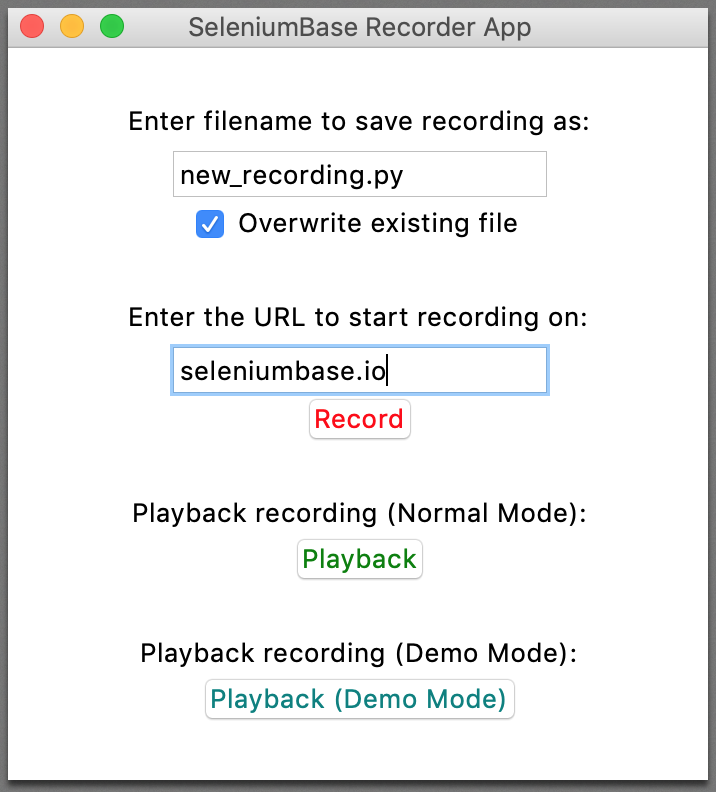 SeleniumBase Recorder App
Enter filename to save recording as:
new_recording.py
Overwrite existing file
Enter the URL to start recording on:
seleniumbase.io
Record
Playback recording (Normal Mode):
Playback
Playback recording (Demo Mode):
Playback (Demo Mode)